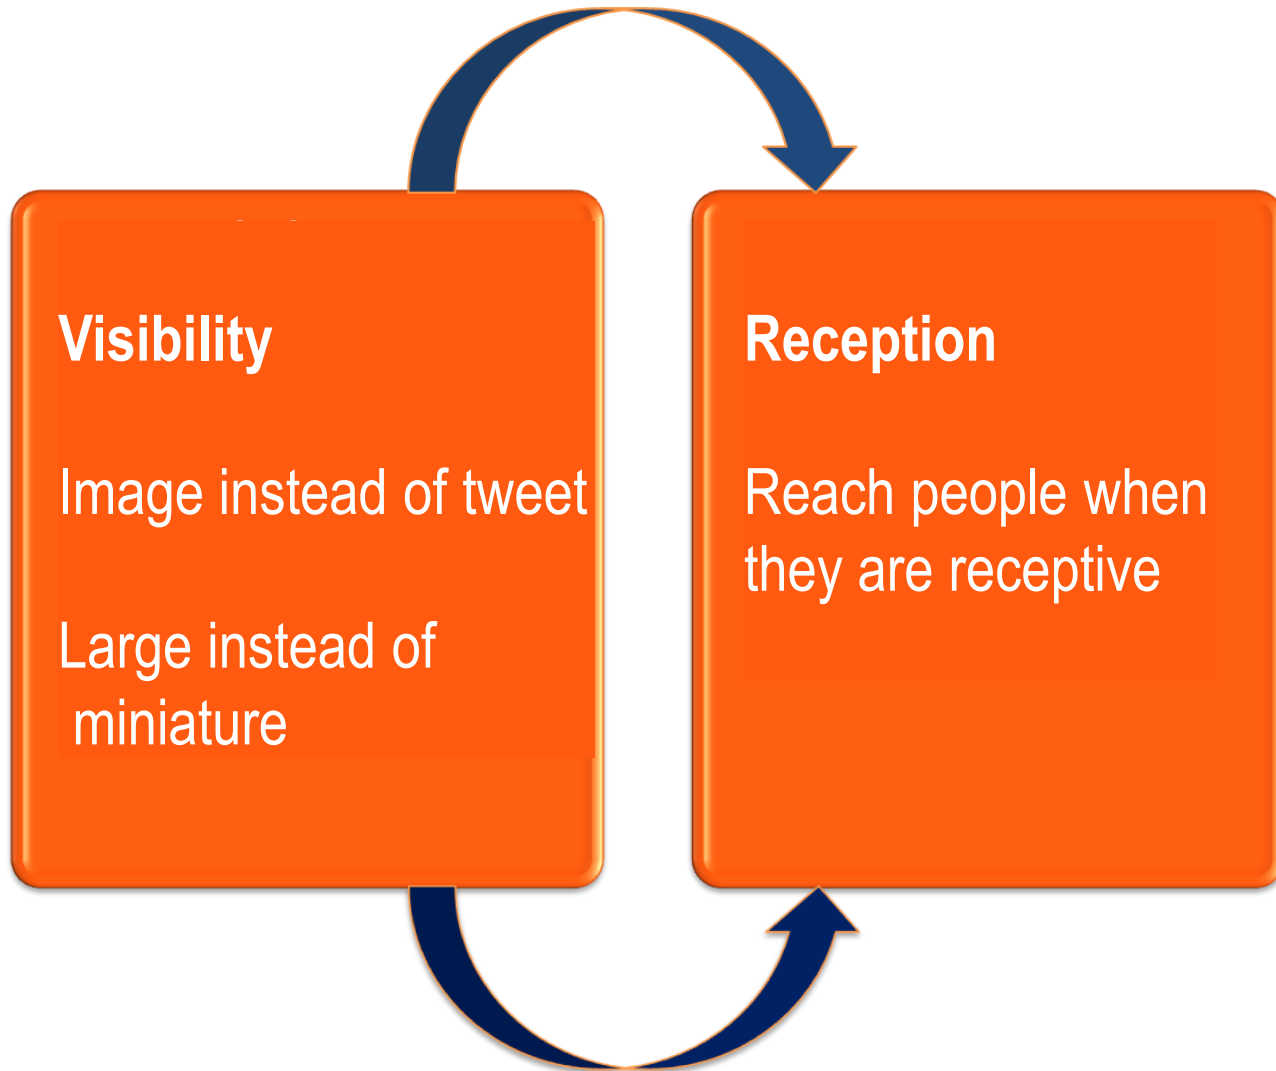 Visibility
Image instead of tweet
Large instead of
miniature
Reception
Reach people when
they are receptive